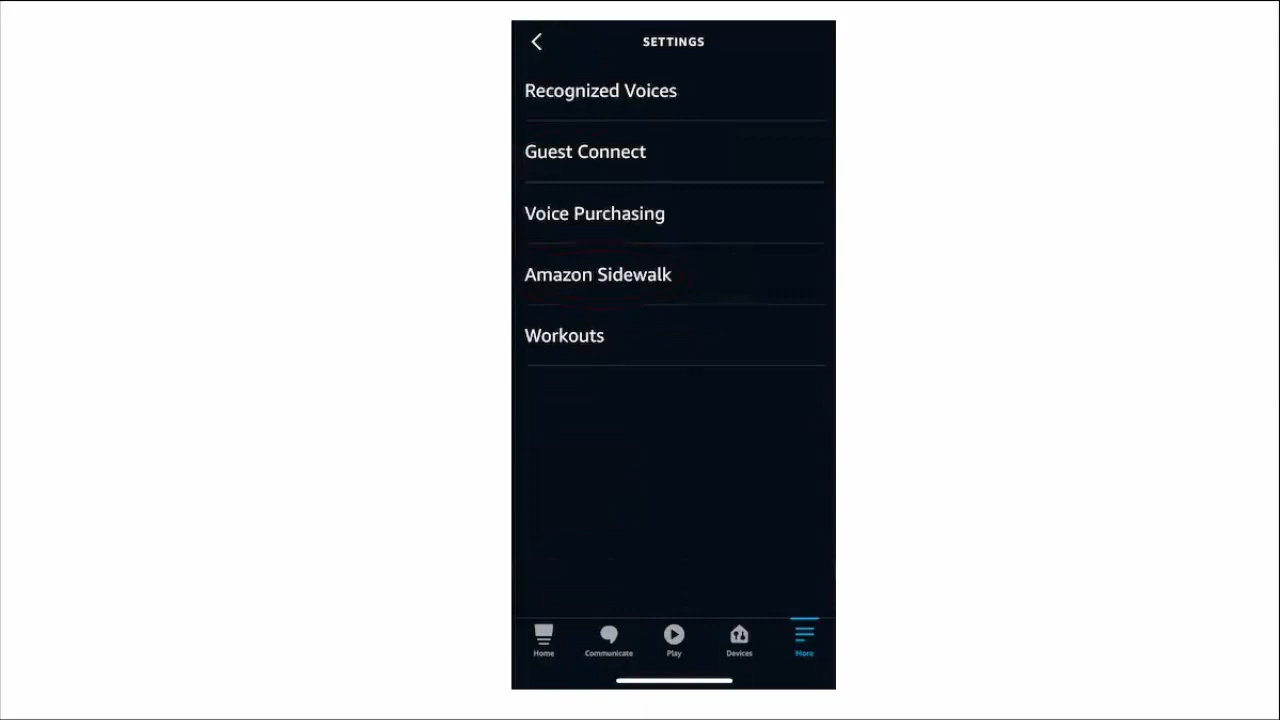 SETTINGS
Recognized Voices
Guest Connect
Voice Purchasing
Amazon Sidewalk
Workouts
Home
Communicate
Play
Devices
More